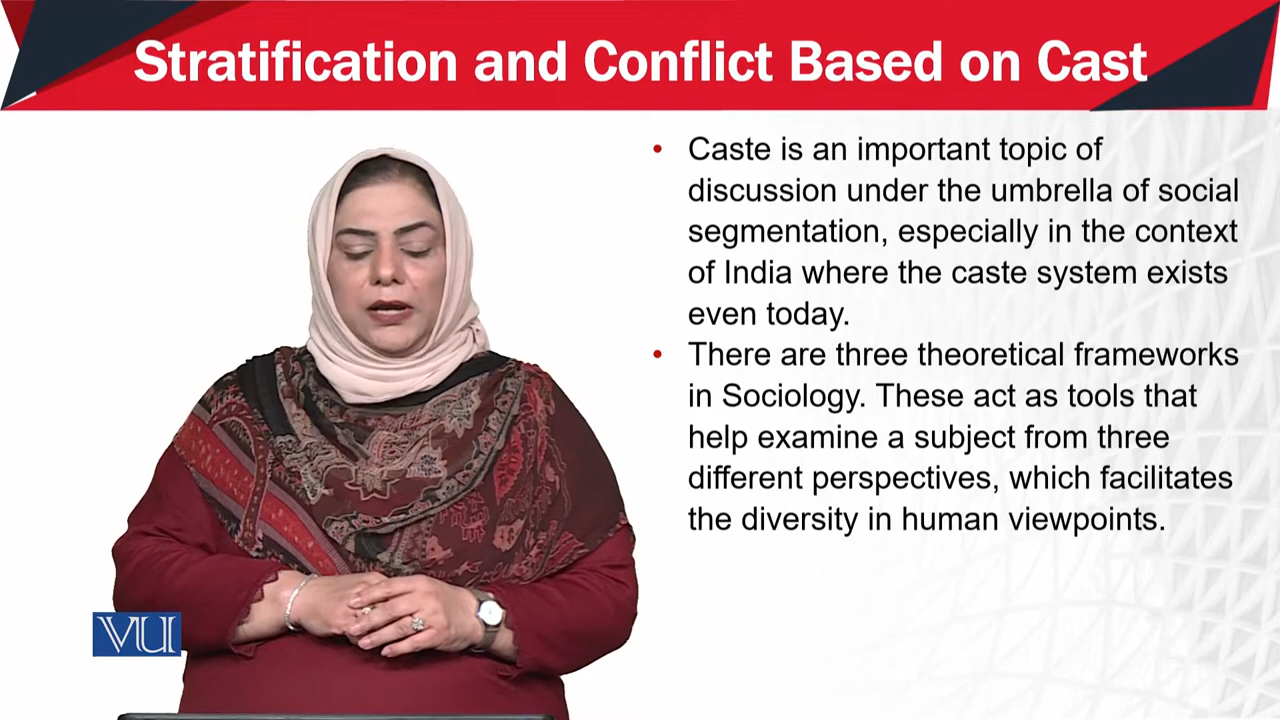 Stratification and Conflict Based on Cast
• Caste is an important topic of
discussion under the umbrella of social
segmentation, especially in the context
of India where the caste system exists
even today.
• There are three theoretical frameworks
in Sociology. These act as tools that
help examine a subject from three
different perspectives, which facilitates
the diversity in human viewpoints.
VU